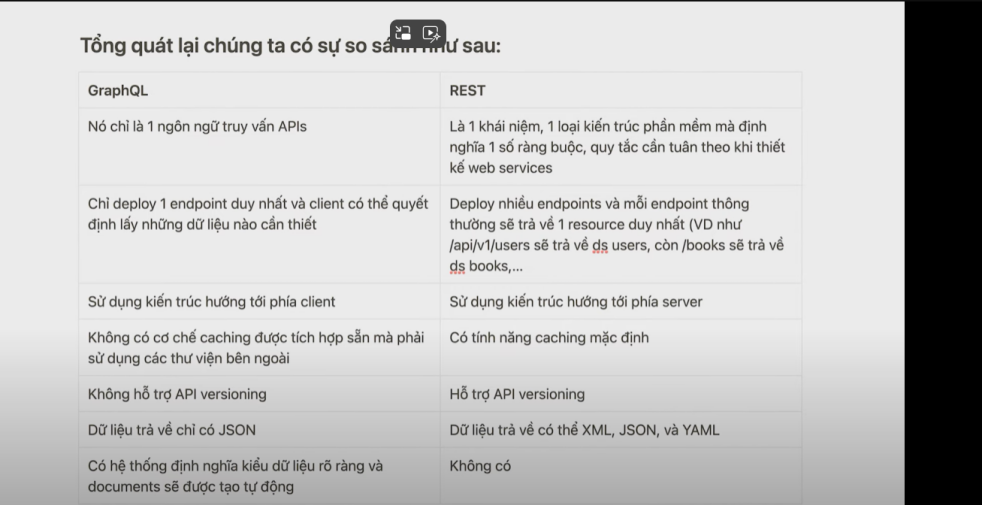 Tổng quát lại chúng ta có sự so sánh như sau:
GraphQL
REST
Nó chỉ là 1 ngôn ngữ truy vấn APIs
Là 1 khái niệm, 1 loại kiến trúc phần mềm mà định
nghĩa 1 số ràng buộc, quy tắc cần tuân theo khi thiết
kế web services
Chỉ deploy 1 endpoint duy nhất và client có thể quyết
định lấy những dữ liệu nào cần thiết
Deploy nhiều endpoints và mỗi endpoint thông
thường sẽ trả về 1 resource duy nhất (VD như
/api/v1/users sẽ trả về ds users, còn /books sẽ trả về
ds books,...
Sử dụng kiến trúc hướng tới phía client
Sử dụng kiến trúc hướng tới phía server
Không có cơ chế caching được tích hợp sẵn mà phải
sử dụng các thư viện bên ngoài
Có tính năng caching mặc định
Không hỗ trợ API versioning
Hỗ trợ API versioning
Dữ liệu trả về chỉ có JSON
Dữ liệu trả về có thể XML, JSON, và YAML
Có hệ thống định nghĩa kiểu dữ liệu rõ ràng và
documents sẽ được tạo tự động
Không có